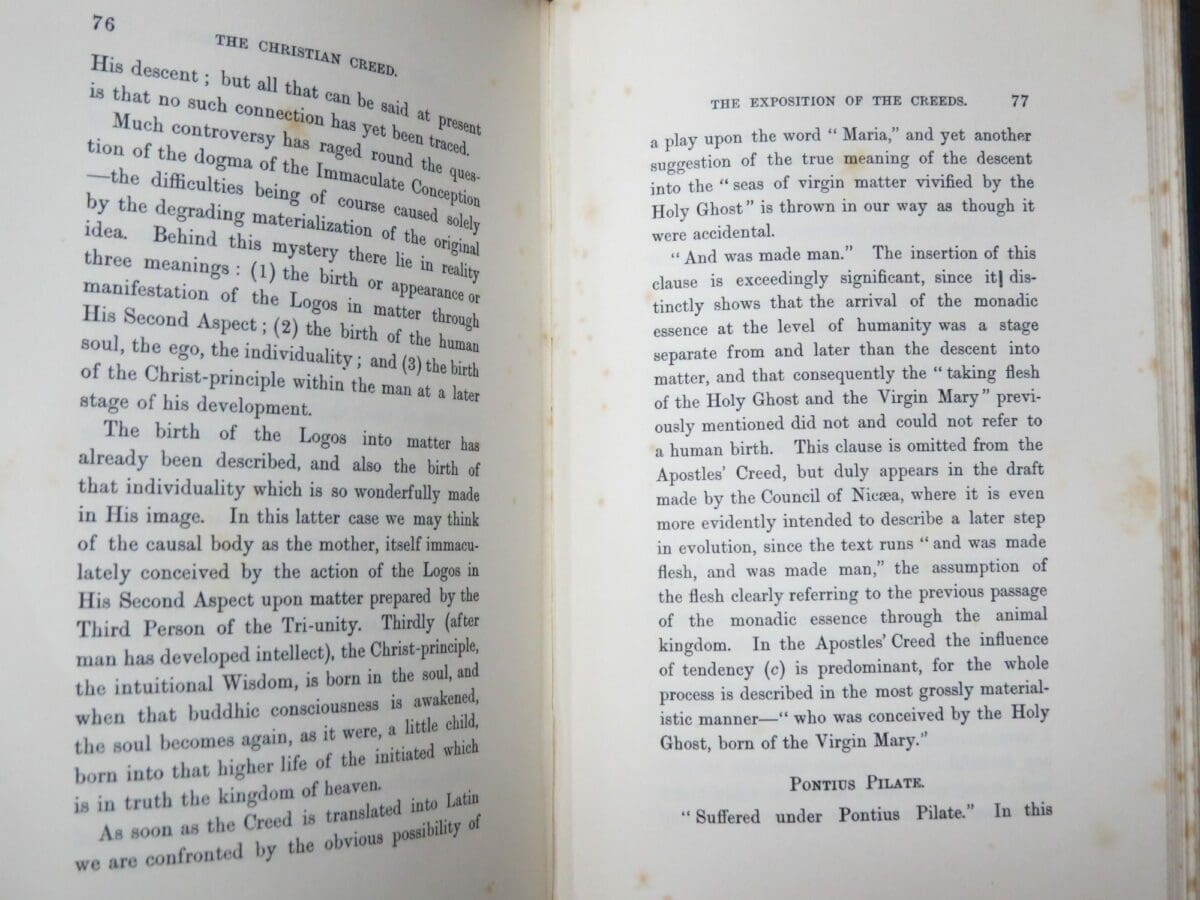 76
THE CHRISTIAN CREED.
His descent ; but all that can be said at present
is that no such connection has yet been traced.
Much controversy has raged round the ques-
tion of the dogma of the Immaculate Conception
—the difficulties being of course caused solely
by the degrading materialization of the original
idea. Behind this mystery there lie in reality
three meanings : (1) the birth or appearance or
manifestation of the Logos in matter through
His Second Aspect ; (2) the birth of the human
soul, the ego, the individuality ; and (3) the birth
of the Christ-principle within the man at a later
stage of his development.
The birth of the Logos into matter has
already been described, and also the birth of
that individuality which is so wonderfully made
in His image. In this latter case we may think
of the causal body as the mother, itself immacu-
lately conceived by the action of the Logos in
His Second Aspect upon matter prepared by the
Third Person of the Tri-unity. Thirdly (after
man has developed intellect), the Christ-principle,
the intuitional Wisdom, is born in the soul, and
when that buddhic consciousness is awakened,
the soul becomes again, as it were, a little child,
born into that higher life of the initiated which
is in truth the kingdom of heaven.
As soon as the Creed is translated into Latin
we are confronted by the obvious possibility of
THE EXPOSITION OF THE CREEDS. 77
a play upon the word “ Maria,” and yet another
suggestion of the true meaning of the descent
into the “ seas of virgin matter vivified by the
Holy Ghost ” is thrown in our way as though it
were accidental.
“ And was made man.” The insertion of this
clause is exceedingly significant, since it dis-
tinctly shows that the arrival of the monadic
essence at the level of humanity was a stage
separate from and later than the descent into
matter, and that consequently the “ taking flesh
of the Holy Ghost and the Virgin Mary ” previ-
ously mentioned did not and could not refer to
a human birth. This clause is omitted from the
Apostles’ Creed, but duly appears in the draft
made by the Council of Nicæa, where it is even
more evidently intended to describe a later step
in evolution, since the text runs “ and was made
flesh, and was made man,” the assumption of
the flesh clearly referring to the previous passage
of the monadic essence through the animal
kingdom. In the Apostles’ Creed the influence
of tendency (c) is predominant, for the whole
process is described in the most grossly material-
istic manner—“ who was conceived by the Holy
Ghost, born of the Virgin Mary.”
PONTIUS PILATE.
“ Suffered under Pontius Pilate.” In this